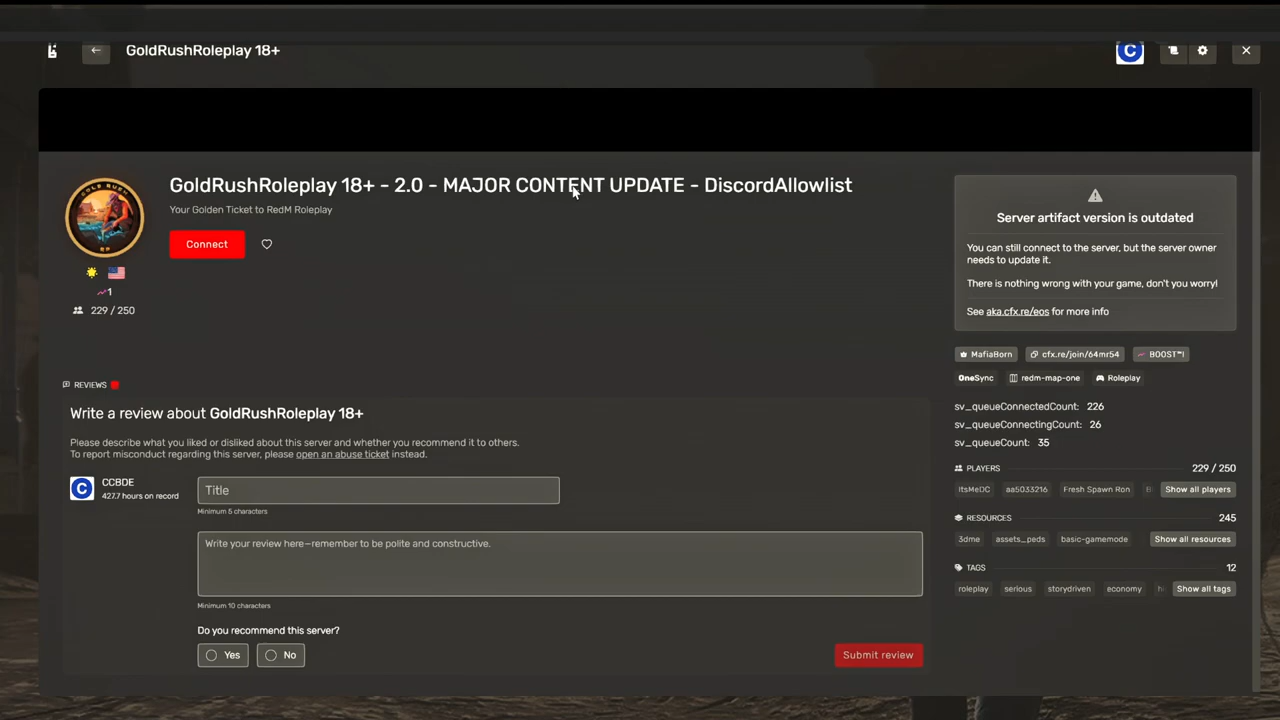 GoldRushRoleplay 18+
GoldRushRoleplay 18+ - 2.0 - MAJOR CONTENT UPDATE - DiscordAllowlist
Your Golden Ticket to RedM Roleplay
Connect
1
229 / 250
REVIEWS
Write a review about GoldRushRoleplay 18+
Please describe what you liked or disliked about this server and whether you recommend it to others.
To report misconduct regarding this server, please open an abuse ticket instead.
CCBDE
427.7 hours on record
Title
Minimum 5 characters
Write your review here—remember to be polite and constructive.
Minimum 10 characters
Do you recommend this server?
Yes No
Submit review
Server artifact version is outdated
You can still connect to the server, but the server owner
needs to update it.
There is nothing wrong with your game, don't you worry!
See aka.cfx.re/eos for more info
MafiaBorn cfx.re/join/64mr54 BOOST™!
OneSync redm-map-one Roleplay
sv_queueConnectedCount: 226
sv_queueConnectingCount: 26
sv_queueCount: 35
PLAYERS 229 / 250
ItsMeDC aa5033216 Fresh Spawn Ron Show all players
RESOURCES 245
3dme assets_peds basic-gamemode Show all resources
TAGS 12
roleplay serious storydriven economy Show all tags